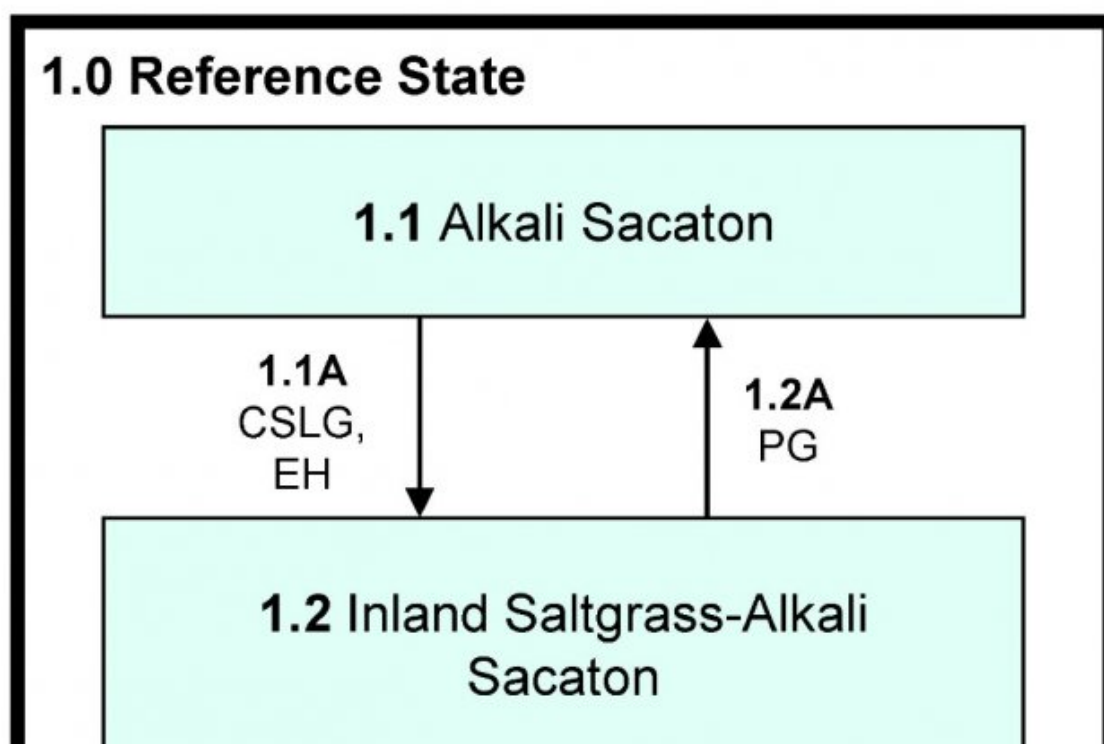 1.0 Reference State
1.1 Alkali Sacaton
1.1A
CSLG,
EH
1.2A
PG
1.2 Inland Saltgrass-Alkali
Sacaton